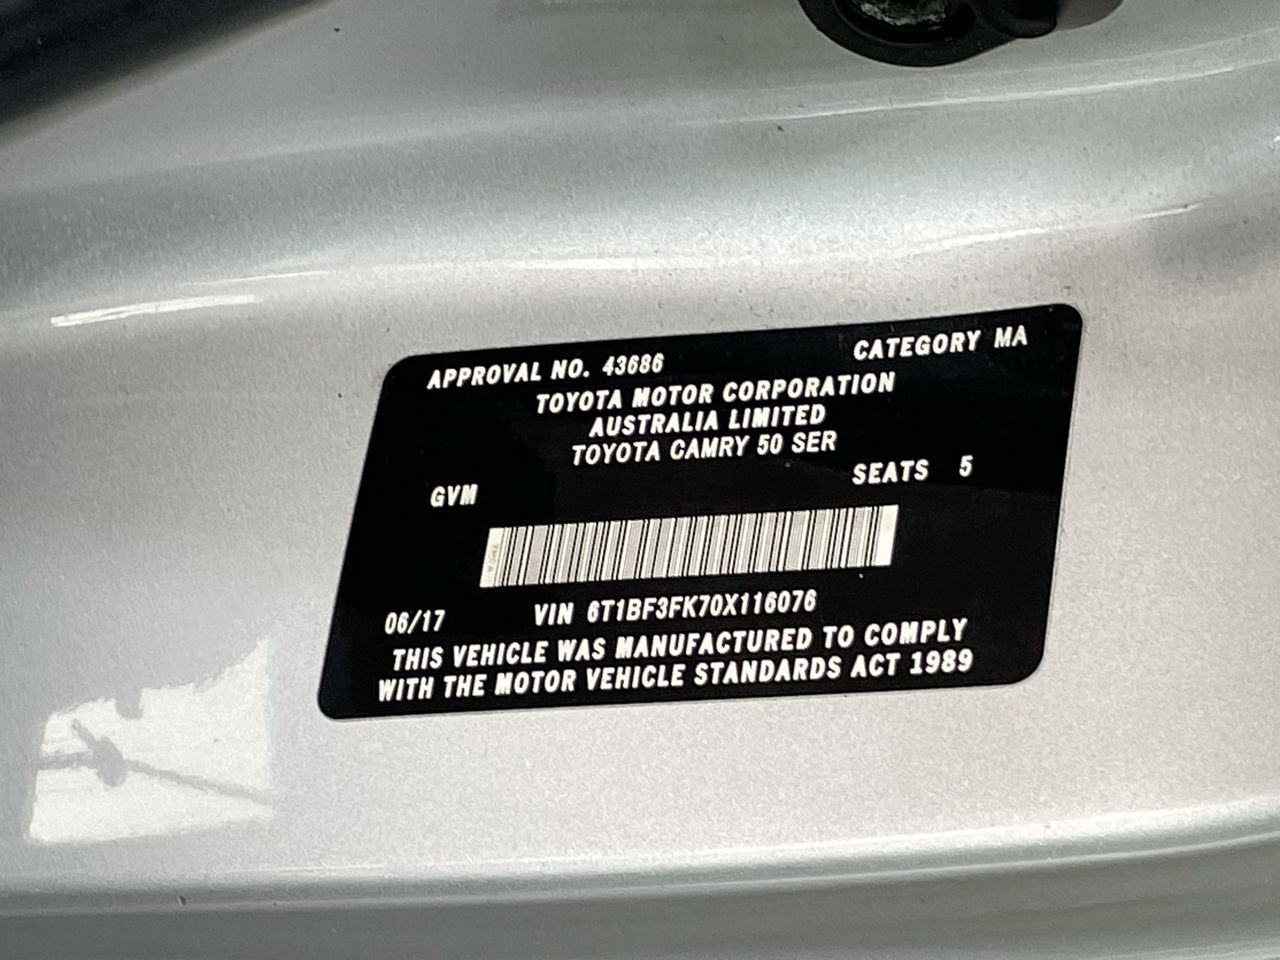 APPROVAL NO. 43686 CATEGORY MA
TOYOTA MOTOR CORPORATION
AUSTRALIA LIMITED
TOYOTA CAMRY 50 SER
GVM SEATS 5
TMCA
06/17 VIN 6T1BF3FK70X116076
THIS VEHICLE WAS MANUFACTURED TO COMPLY
WITH THE MOTOR VEHICLE STANDARDS ACT 1989